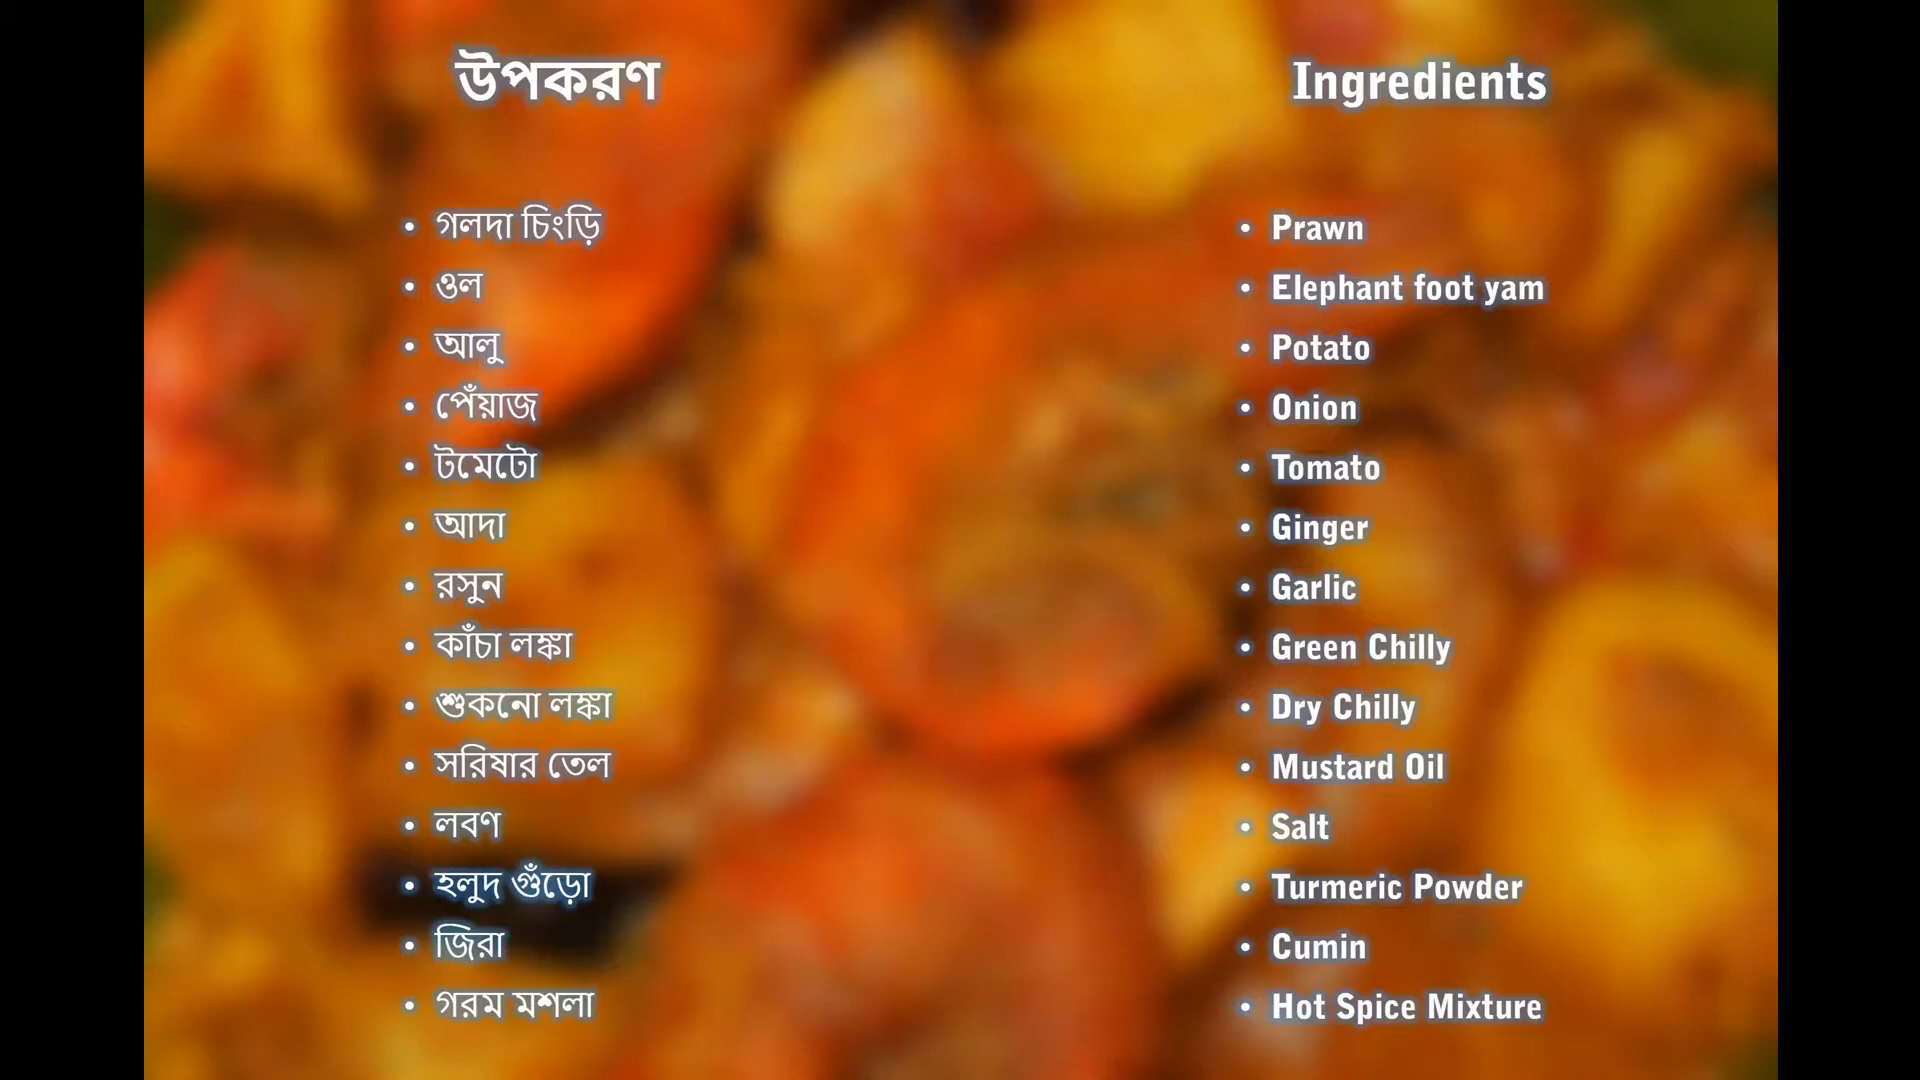 উপকরণ
• গলদা চিংড়ি
• ওল
• আলু
• পেঁয়াজ
• টমেটো
• আদা
• রসুন
• কাঁচা লঙ্কা
• শুকনো লঙ্কা
• সরিষার তেল
• লবণ
• হলুদ গুঁড়ো
• জিরা
• গরম মশলা
Ingredients
• Prawn
• Elephant foot yam
• Potato
• Onion
• Tomato
• Ginger
• Garlic
• Green Chilly
• Dry Chilly
• Mustard Oil
• Salt
• Turmeric Powder
• Cumin
• Hot Spice Mixture